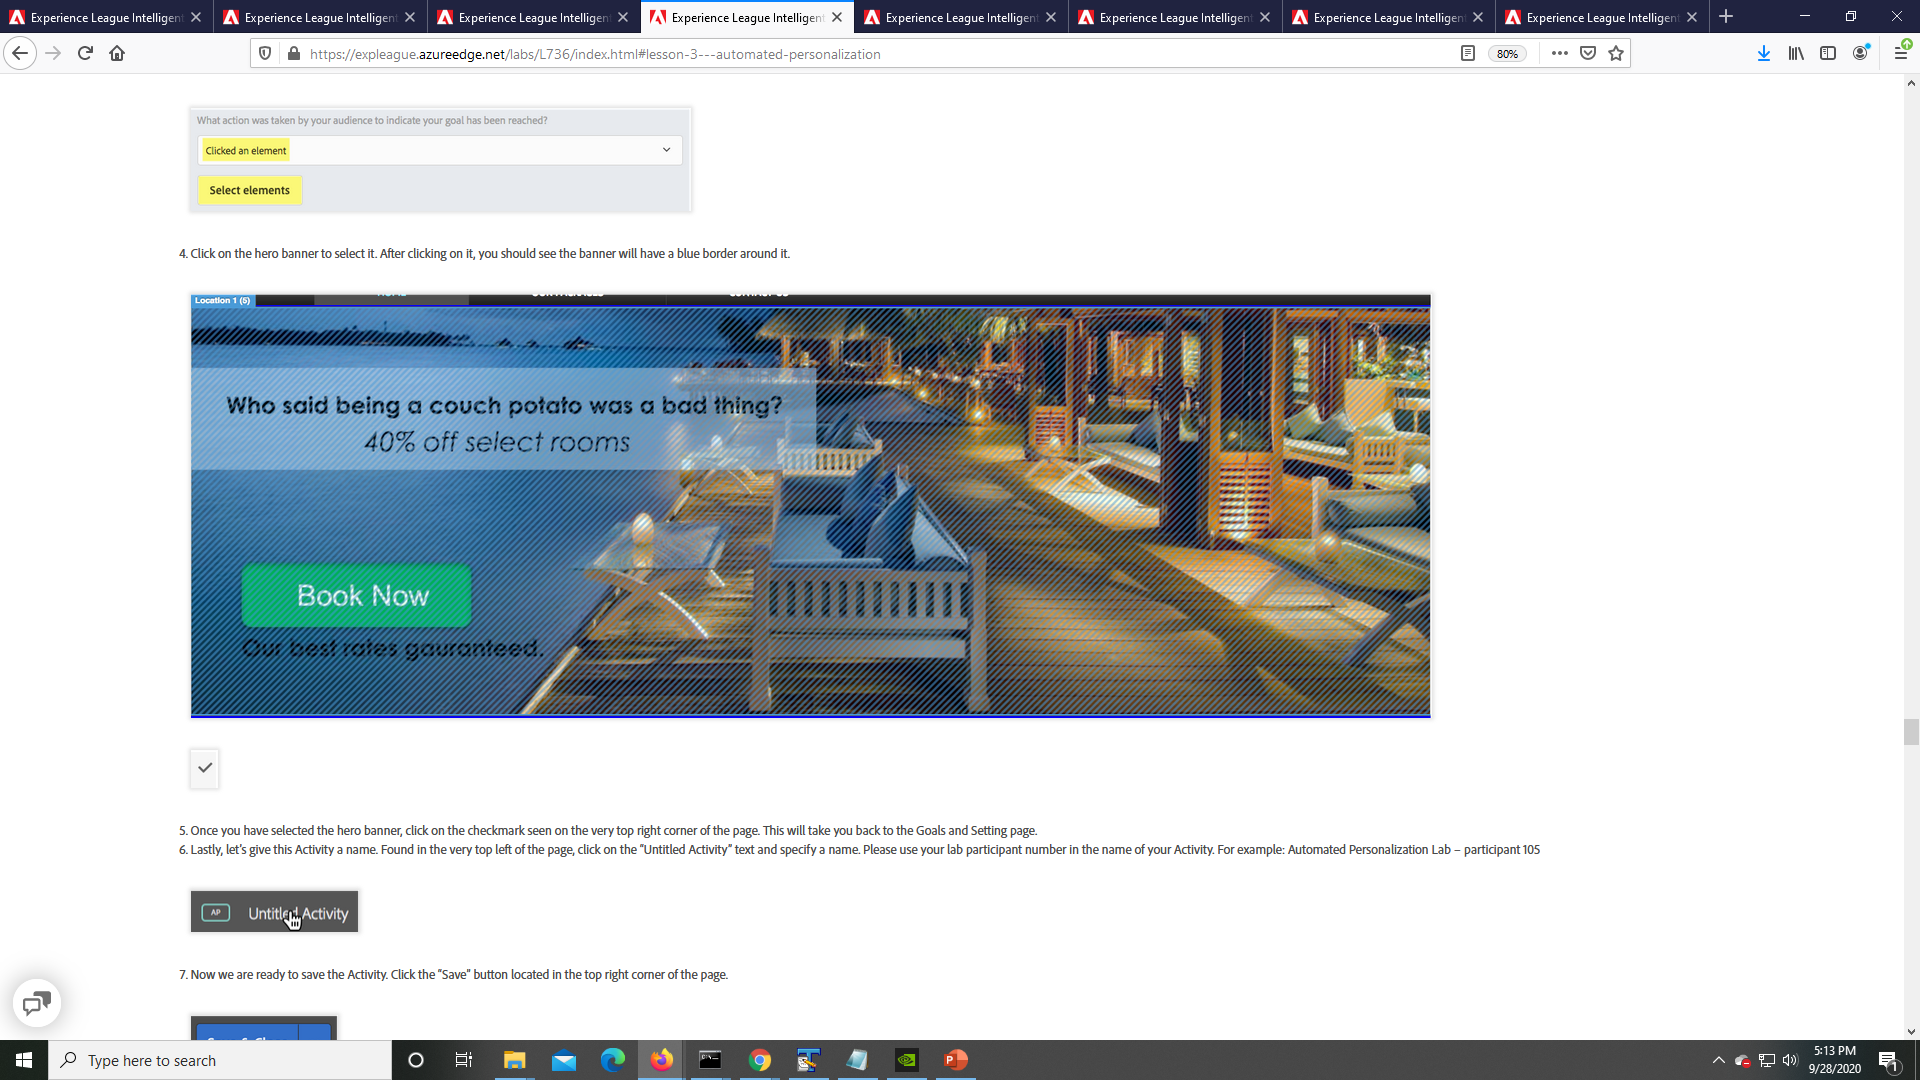 Experience League Intelligent
Experience League Intelligent
Experience League Intelligent
Experience League Intelligent
Experience League Intelligent
Experience League Intelligent
Experience League Intelligent
Experience League Intelligent
https://expleague.azureedge.net/labs/L736/index.html#lesson-3---automated-personalization
80%
What action was taken by your audience to indicate your goal has been reached?
Clicked an element
Select elements
4. Click on the hero banner to select it. After clicking on it, you should see the banner will have a blue border around it.
Location 1 (5)
Who said being a couch potato was a bad thing?
40% off select rooms
Book Now
Our best rates gauranteed.
5. Once you have selected the hero banner, click on the checkmark seen on the very top right corner of the page. This will take you back to the Goals and Setting page.
6. Lastly, let's give this Activity a name. Found in the very top left of the page, click on the “Untitled Activity” text and specify a name. Please use your lab participant number in the name of your Activity. For example: Automated Personalization Lab – participant 105
AP Untitled Activity
7. Now we are ready to save the Activity. Click the “Save” button located in the top right corner of the page.
Type here to search
5:13 PM
9/28/2020
1